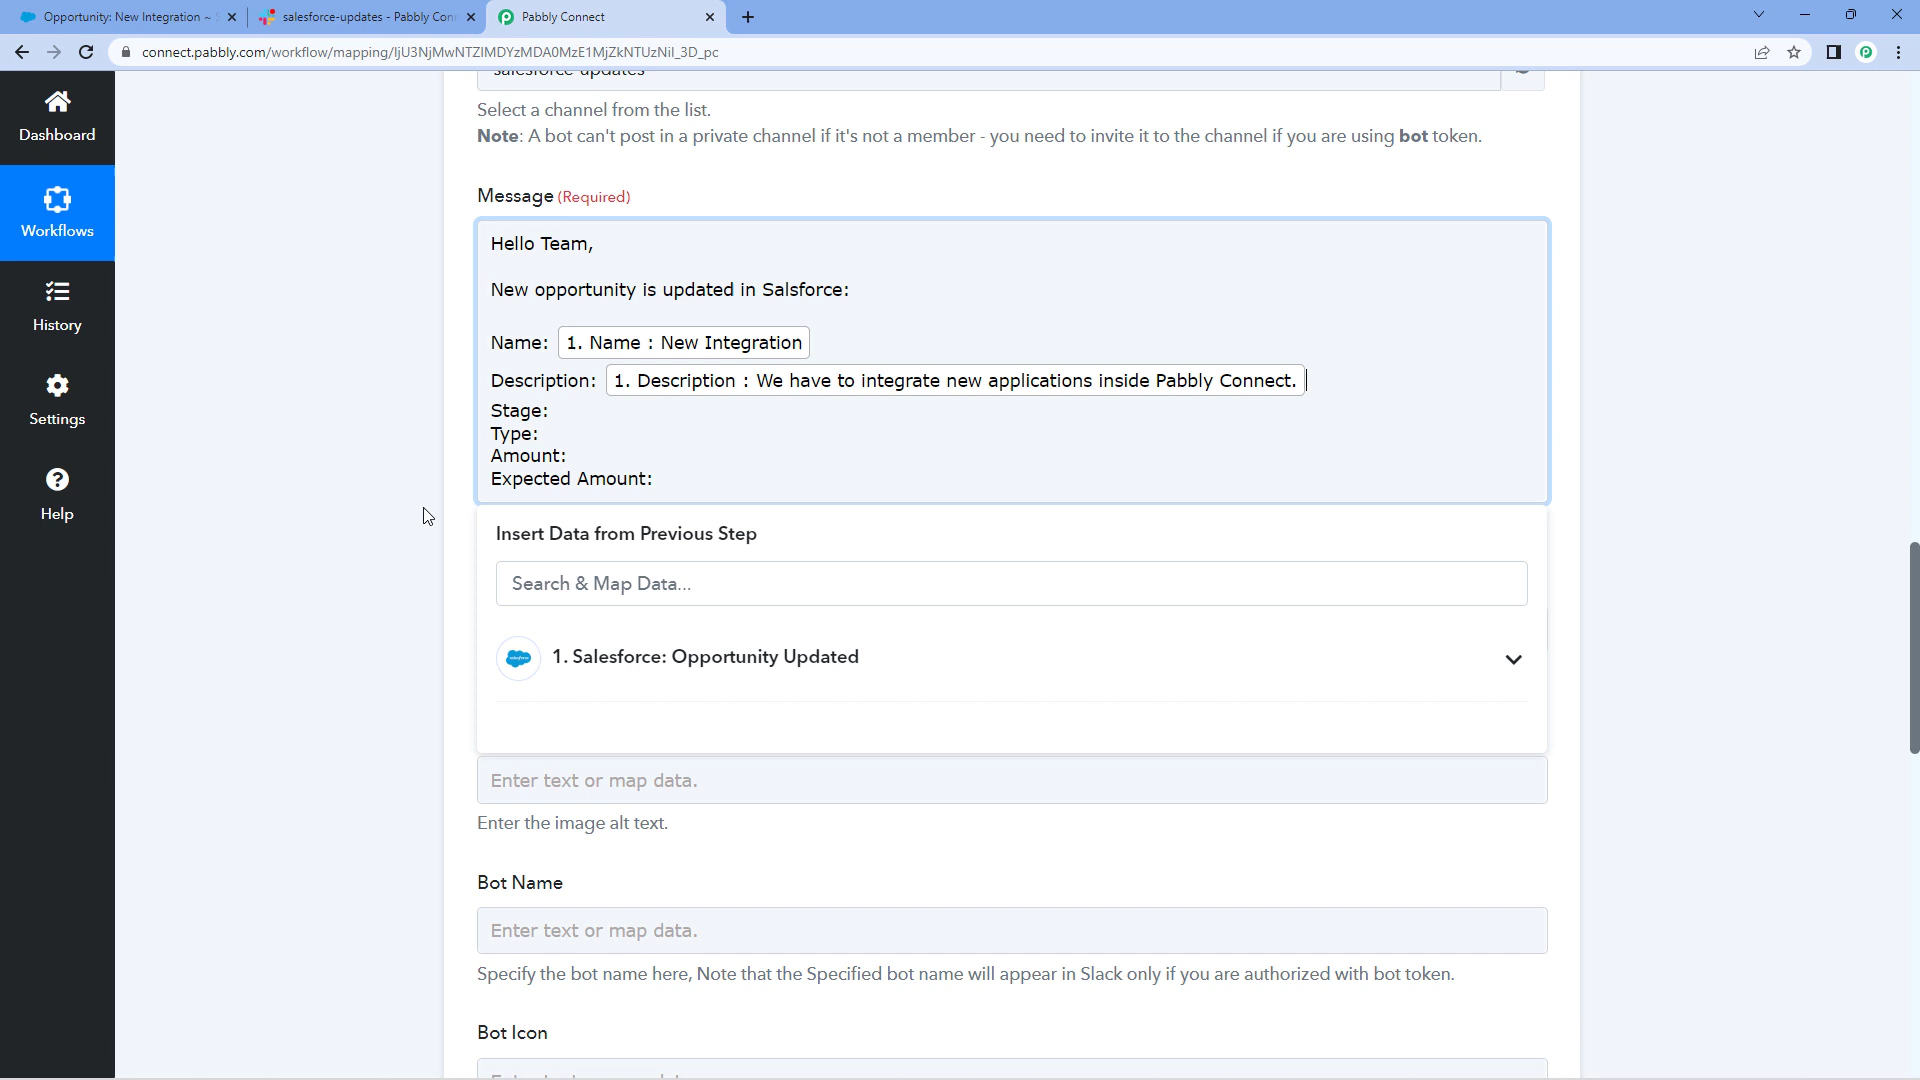 Opportunity: New Integration ~
salesforce-updates - Pabbly Con
Pabbly Connect
connect.pabbly.com/workflow/mapping/IjU3NjMwNTZlMDYzMDA0MzE1MjZkNTUzNiI_3D_pc
salesforce-updates
Dashboard
Workflows
History
Settings
Help
Select a channel from the list.
Note: A bot can't post in a private channel if it's not a member - you need to invite it to the channel if you are using bot token.
Message (Required)
Hello Team,
New opportunity is updated in Salsforce:
Name: 1. Name : New Integration
Description: 1. Description : We have to integrate new applications inside Pabbly Connect.
Stage:
Type:
Amount:
Expected Amount:
Insert Data from Previous Step
Search & Map Data...
1. Salesforce: Opportunity Updated
Enter text or map data.
Enter the image alt text.
Bot Name
Enter text or map data.
Specify the bot name here, Note that the Specified bot name will appear in Slack only if you are authorized with bot token.
Bot Icon